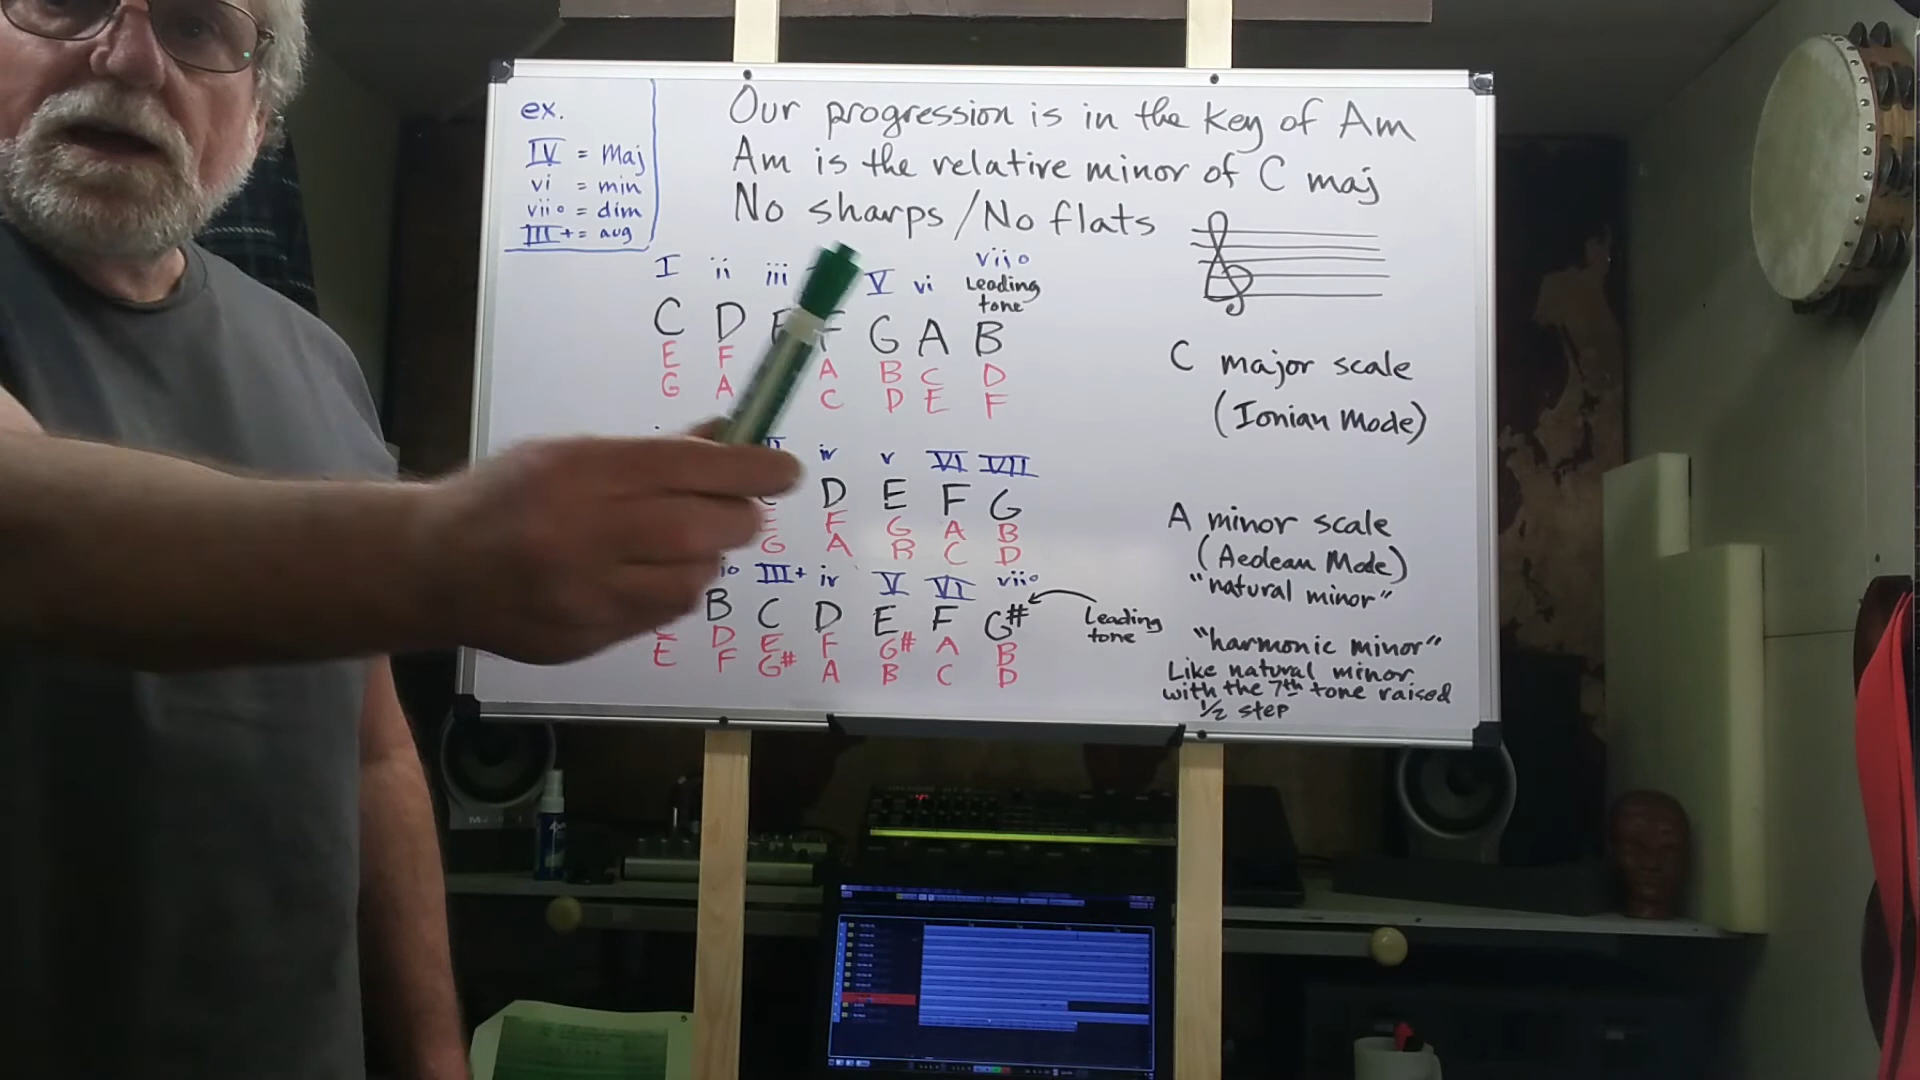 ex.
IV = Maj
vi = min
vii° = dim
III+ = aug
Our progression is in the key of Am
Am is the relative minor of C maj
No sharps/No flats
I ii iii V vi vii°
Leading
tone
C D E F G A B
E F A B C D
G A C D E F
C major scale
(Ionian Mode)
iv v VI VII
C D E F G
E F G A B
G A B C D
A minor scale
(Aeolean Mode)
"natural minor"
III+ iv V VI vii°
B C D E F G#
C D E F G# A B
E F G# A B C D
Leading
tone
"harmonic minor"
Like natural minor
with the 7th tone raised
1/2 step